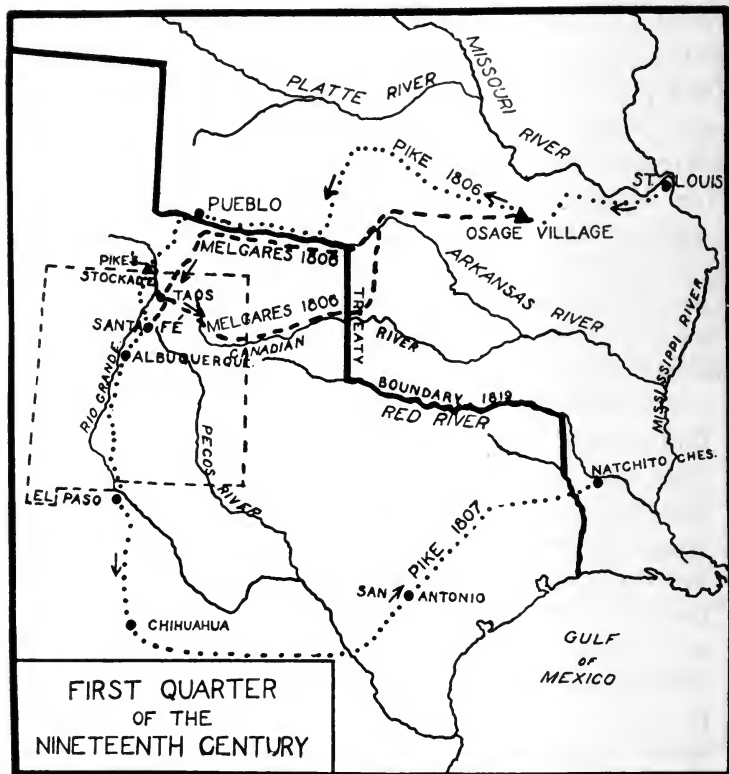 MISSOURI
RIVER
PLATTE RIVER
PIKE 1806
ST. LOUIS
PUEBLO
OSAGE VILLAGE
MELGARES 1806
ARKANSAS
RIVER
PIKE'S
STOCKADE
TAOS
MELGARES 1806
TREATY
SANTA FÉ
CANADIAN
RIVER
MISSISSIPPI RIVER
ALBUQUERQUE.
RIO GRANDE
BOUNDARY 1819
RED RIVER
PECOS
RIVER
NATCHITOCHES.
EL PASO
PIKE 1807
SAN ANTONIO
CHIHUAHUA
GULF
OF
MEXICO
FIRST QUARTER
OF THE
NINETEENTH CENTURY